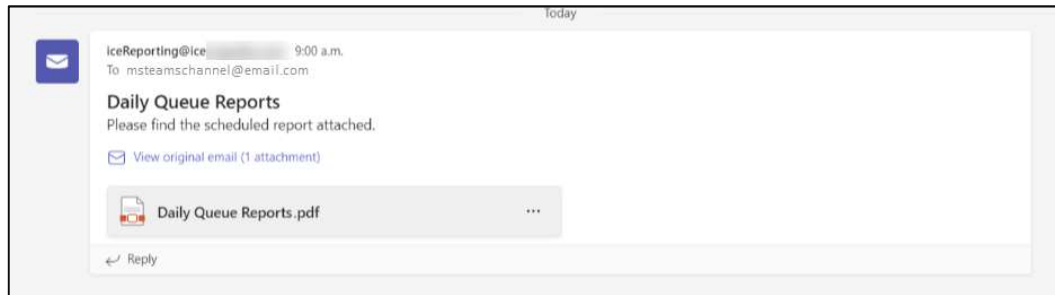 Today
iceReporting@ice 9:00 a.m.
To msteamschannel@email.com
Daily Queue Reports
Please find the scheduled report attached.
View original email (1 attachment)
Daily Queue Reports.pdf
Reply